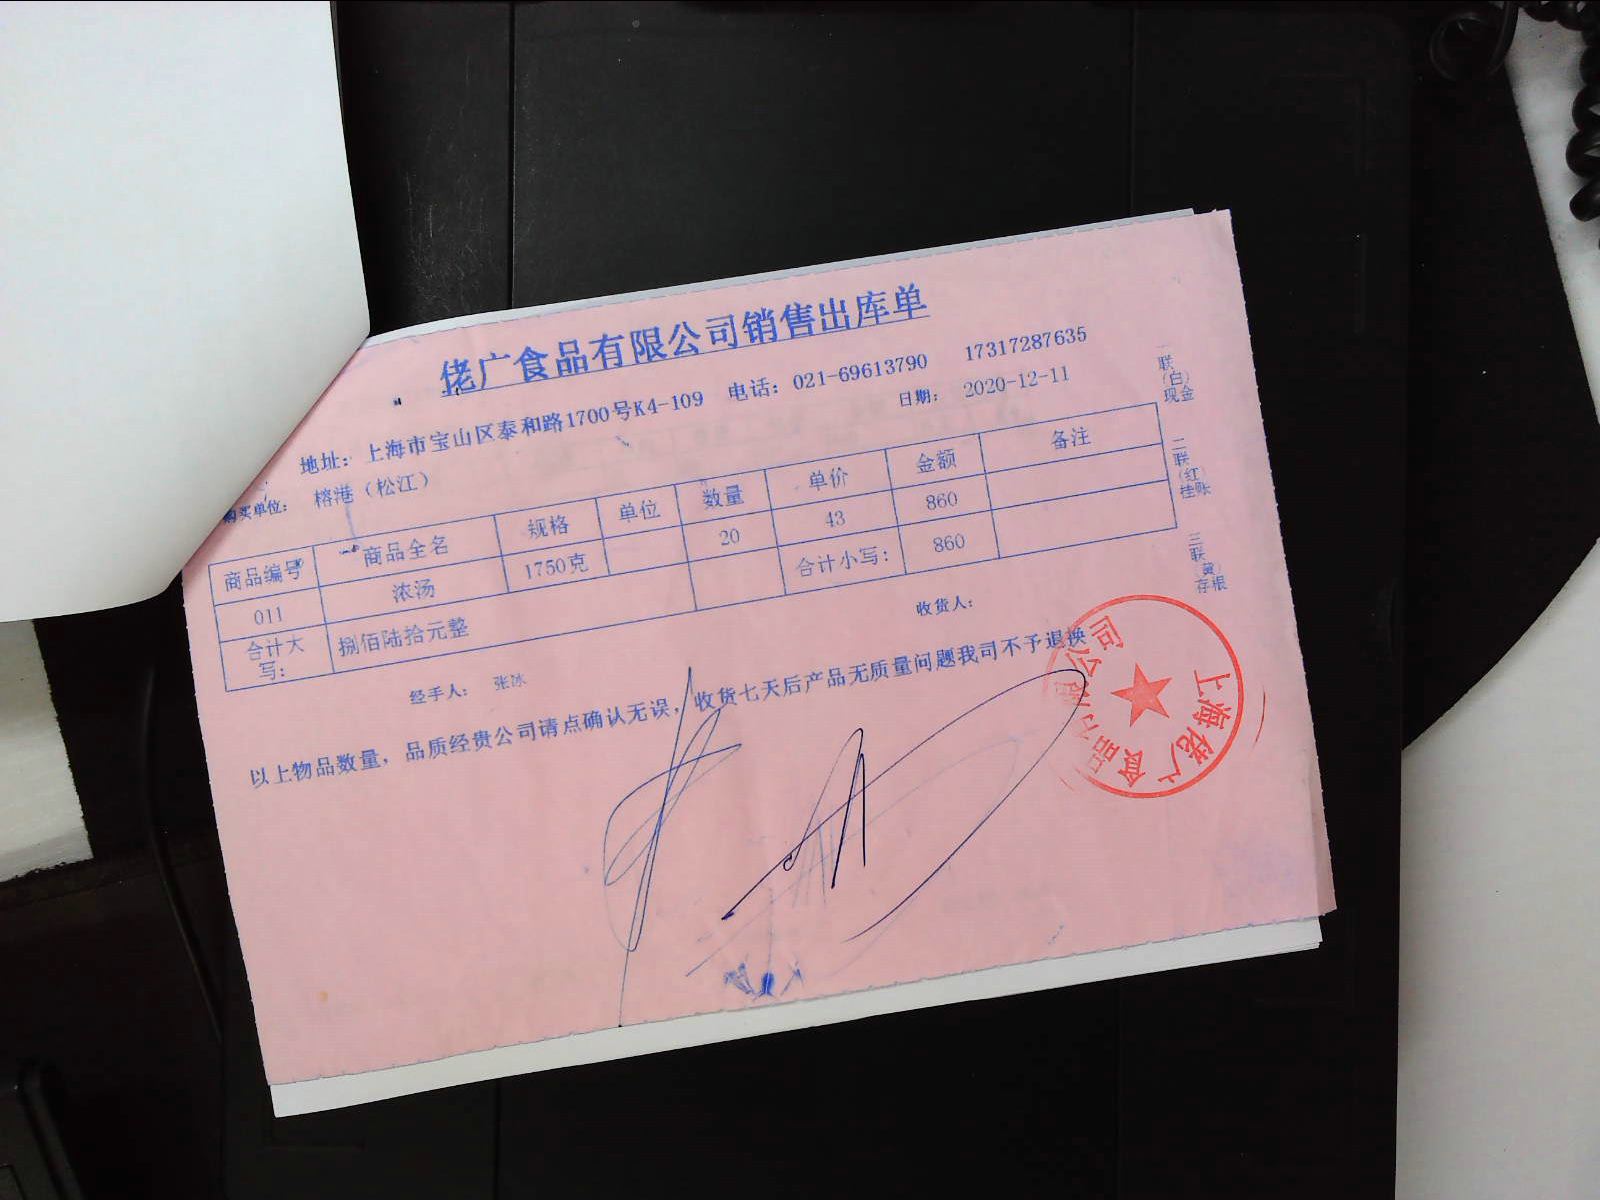 佬广食品有限公司销售出库单
地址：上海市宝山区泰和路1700号K4-109 电话：021-69613790 17317287635
购买单位： 榕港（松江） 日期： 2020-12-11
商品编号 商品全名 规格 单位 数量 单价 金额 备注
011 浓汤 1750克 20 43 860
合计大写： 捌佰陆拾元整 合计小写： 860
经手人： 张冰 收货人：
以上物品数量，品质经贵公司请点确认无误，收货七天后产品无质量问题我司不予退换
一联（白）现金
二联（红）挂账
三联（黄）存根
上海佬广食品有限公司